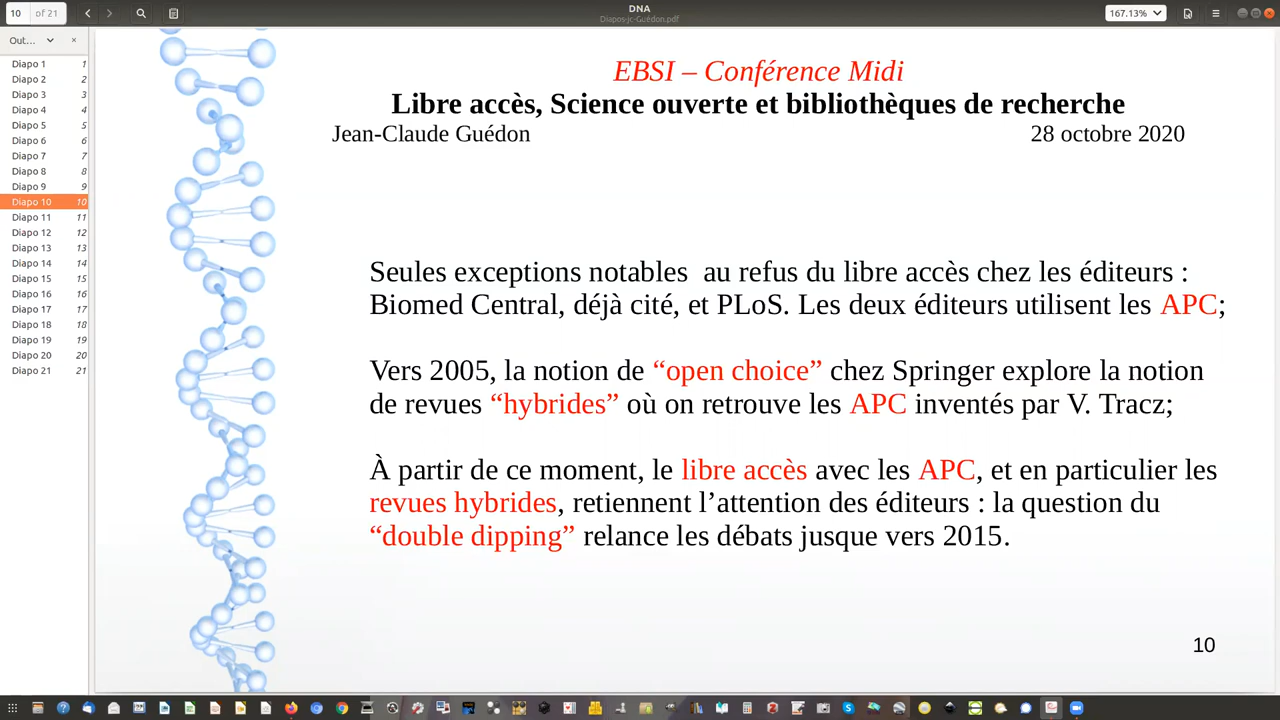 10 of 21
DNA
Diapos-jc-Guédon.pdf
167.13%
Out...
Diapo 1 1
Diapo 2 2
Diapo 3 3
Diapo 4 4
Diapo 5 5
Diapo 6 6
Diapo 7 7
Diapo 8 8
Diapo 9 9
Diapo 10 10
Diapo 11 11
Diapo 12 12
Diapo 13 13
Diapo 14 14
Diapo 15 15
Diapo 16 16
Diapo 17 17
Diapo 18 18
Diapo 19 19
Diapo 20 20
Diapo 21 21
EBSI – Conférence Midi
Libre accès, Science ouverte et bibliothèques de recherche
Jean-Claude Guédon 28 octobre 2020
Seules exceptions notables  au refus du libre accès chez les éditeurs :
Biomed Central, déjà cité, et PLoS. Les deux éditeurs utilisent les APC;
Vers 2005, la notion de “open choice” chez Springer explore la notion
de revues “hybrides” où on retrouve les APC inventés par V. Tracz;
À partir de ce moment, le libre accès avec les APC, et en particulier les
revues hybrides, retiennent l’attention des éditeurs : la question du
“double dipping” relance les débats jusque vers 2015.
10